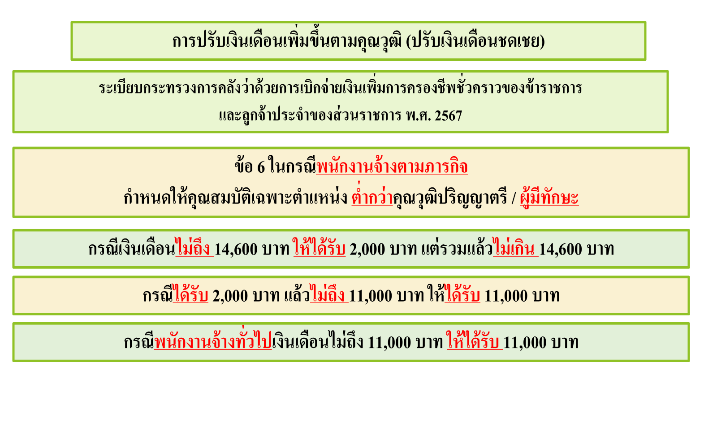 การปรับเงินเดือนเพิ่มขึ้นตามคุณวุฒิ (ปรับเงินเดือนชดเชย)
ระเบียบกระทรวงการคลังว่าด้วยการเบิกจ่ายเงินเพิ่มการครองชีพชั่วคราวของข้าราชการ
และลูกจ้าประจำของส่วนราชการ พ.ศ. 2567
ข้อ 6 ในกรณีพนักงานจ้างตามภารกิจ
กำหนดให้คุณสมบัติเฉพาะตำแหน่ง ต่ำกว่าคุณวุฒิปริญญาตรี / ผู้มีทักษะ
กรณีเงินเดือนไม่ถึง 14,600 บาท ให้ได้รับ 2,000 บาท แต่รวมแล้วไม่เกิน 14,600 บาท
กรณีได้รับ 2,000 บาท แล้วไม่ถึง 11,000 บาท ให้ได้รับ 11,000 บาท
กรณีพนักงานจ้างทั่วไปเงินเดือนไม่ถึง 11,000 บาท ให้ได้รับ 11,000 บาท